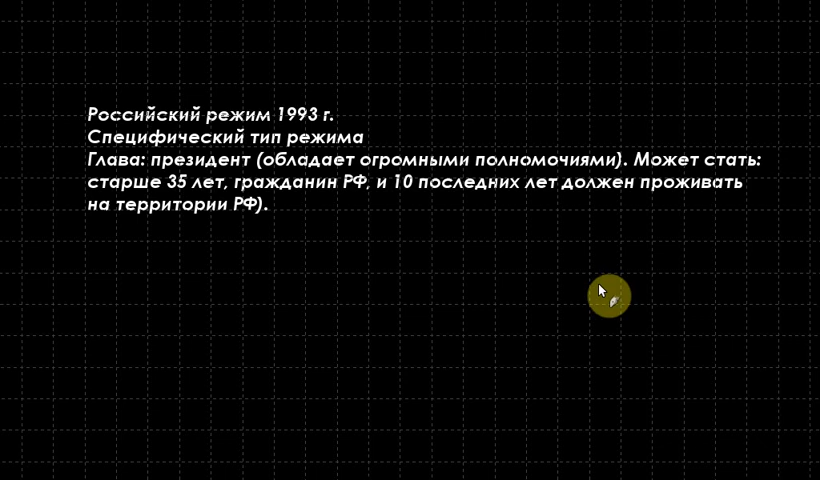 Российский режим 1993 г.
Специфический тип режима
Глава: президент (обладает огромными полномочиями). Может стать:
старше 35 лет, гражданин РФ, и 10 последних лет должен проживать
на территории РФ).